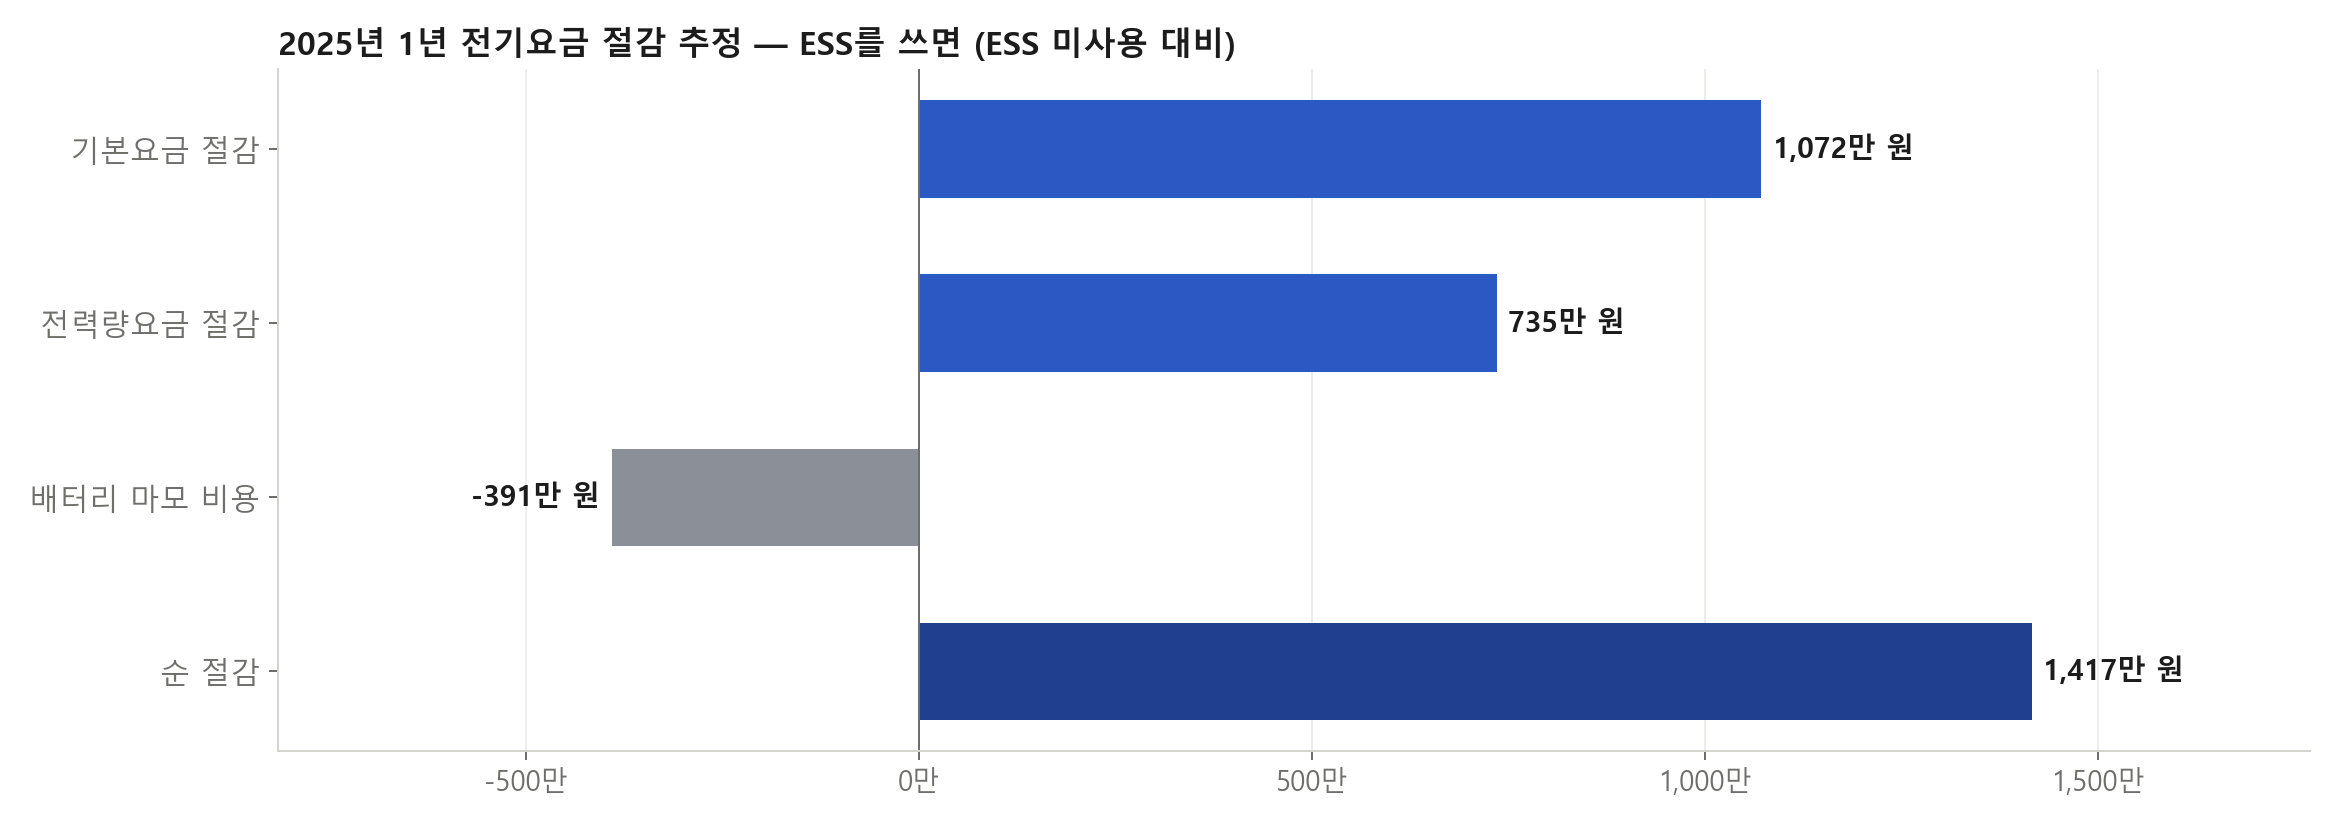 2025년 1년 전기요금 절감 추정 — ESS를 쓰면 (ESS 미사용 대비)
기본요금 절감
1,072만 원
전력량요금 절감
735만 원
배터리 마모 비용
-391만 원
순 절감
1,417만 원
-500만
0만
500만
1,000만
1,500만